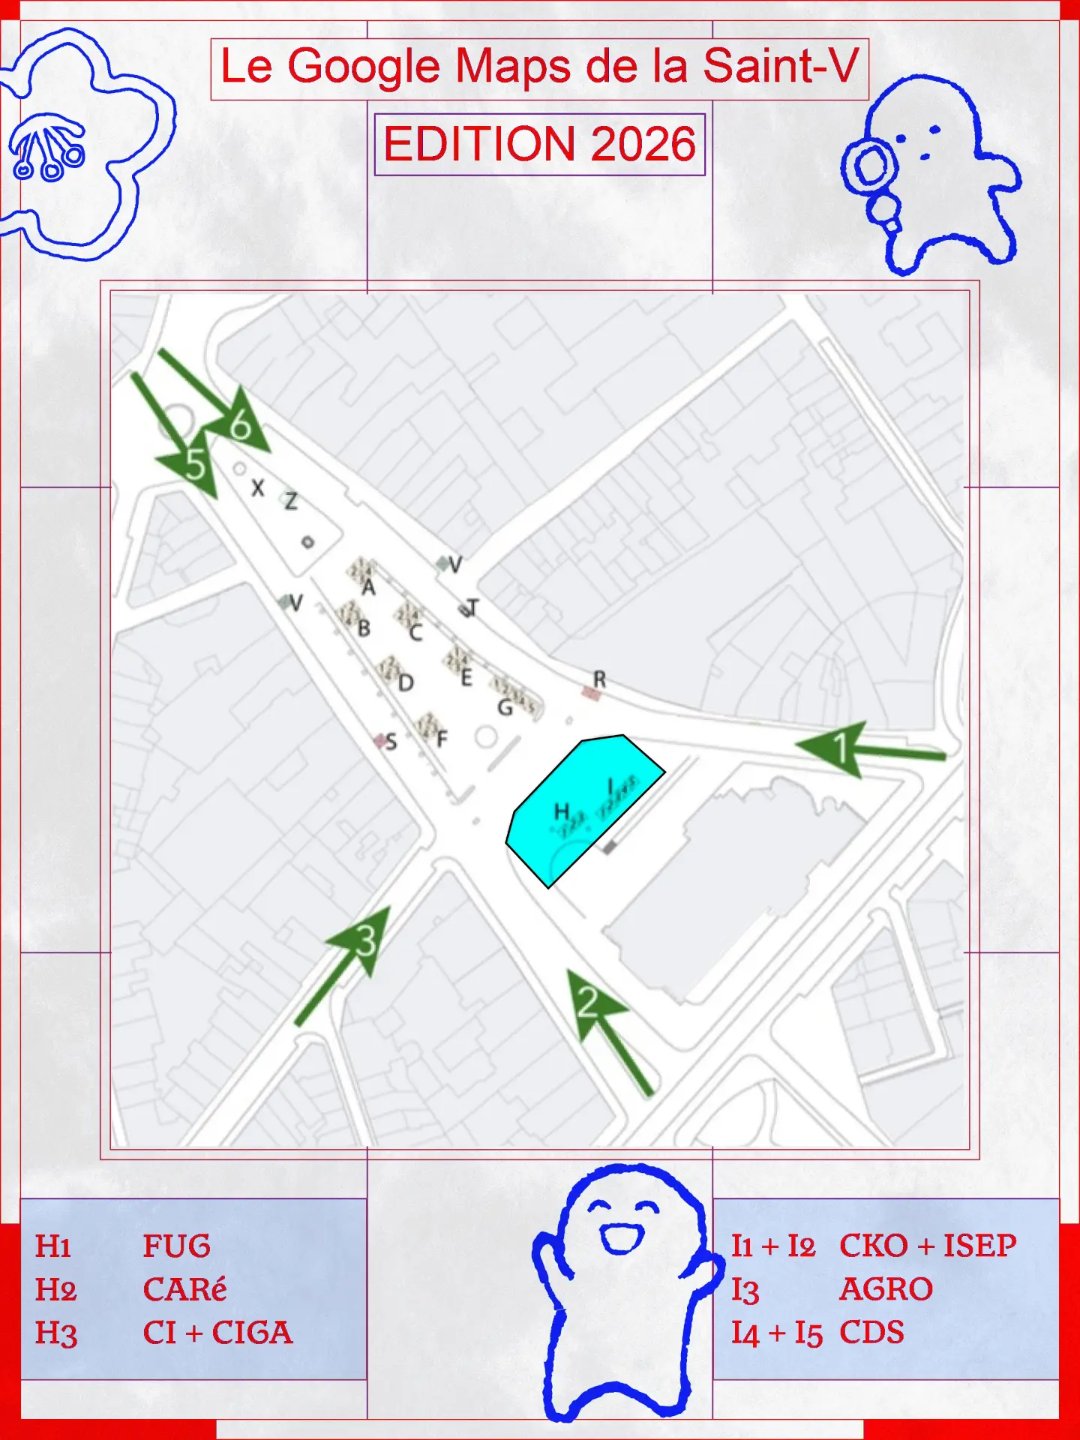 Le Google Maps de la Saint-V
EDITION 2026
6
5
X
Z
V
A
V
T
B
C
D
E
R
G
S
F
1
I
H
3
2
H1 FUG
H2 CARé
H3 CI + CIGA
I1 + I2 CKO + ISEP
I3 AGRO
I4 + I5 CDS